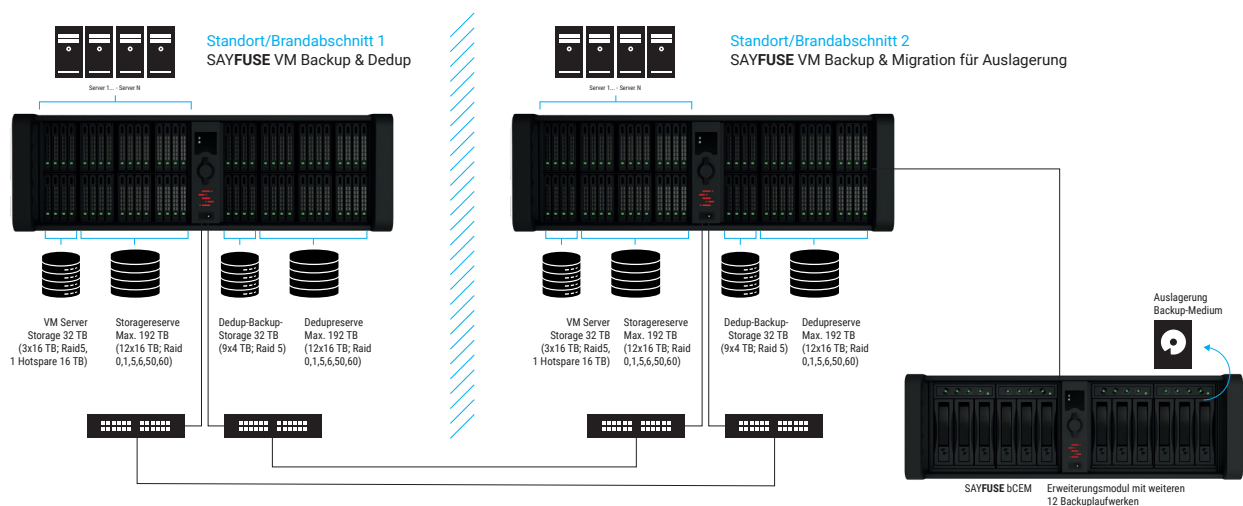 Standort/Brandabschnitt 1
SAYFUSE VM Backup & Dedup
Server 1... - Server N
VM Server
Storage 32 TB
(3x16 TB; Raid5,
1 Hotspare 16 TB)
Storagereserve
Max. 192 TB
(12x16 TB; Raid
0,1,5,6,50,60)
Dedup-Backup-
Storage 32 TB
(9x4 TB; Raid 5)
Dedupreserve
Max. 192 TB
(12x16 TB; Raid
0,1,5,6,50,60)
Standort/Brandabschnitt 2
SAYFUSE VM Backup & Migration für Auslagerung
Server 1... - Server N
VM Server
Storage 32 TB
(3x16 TB; Raid5,
1 Hotspare 16 TB)
Storagereserve
Max. 192 TB
(12x16 TB; Raid
0,1,5,6,50,60)
Dedup-Backup-
Storage 32 TB
(9x4 TB; Raid 5)
Dedupreserve
Max. 192 TB
(12x16 TB; Raid
0,1,5,6,50,60)
Auslagerung
Backup-Medium
SAYFUSE bCEM
Erweiterungsmodul mit weiteren
12 Backuplaufwerken